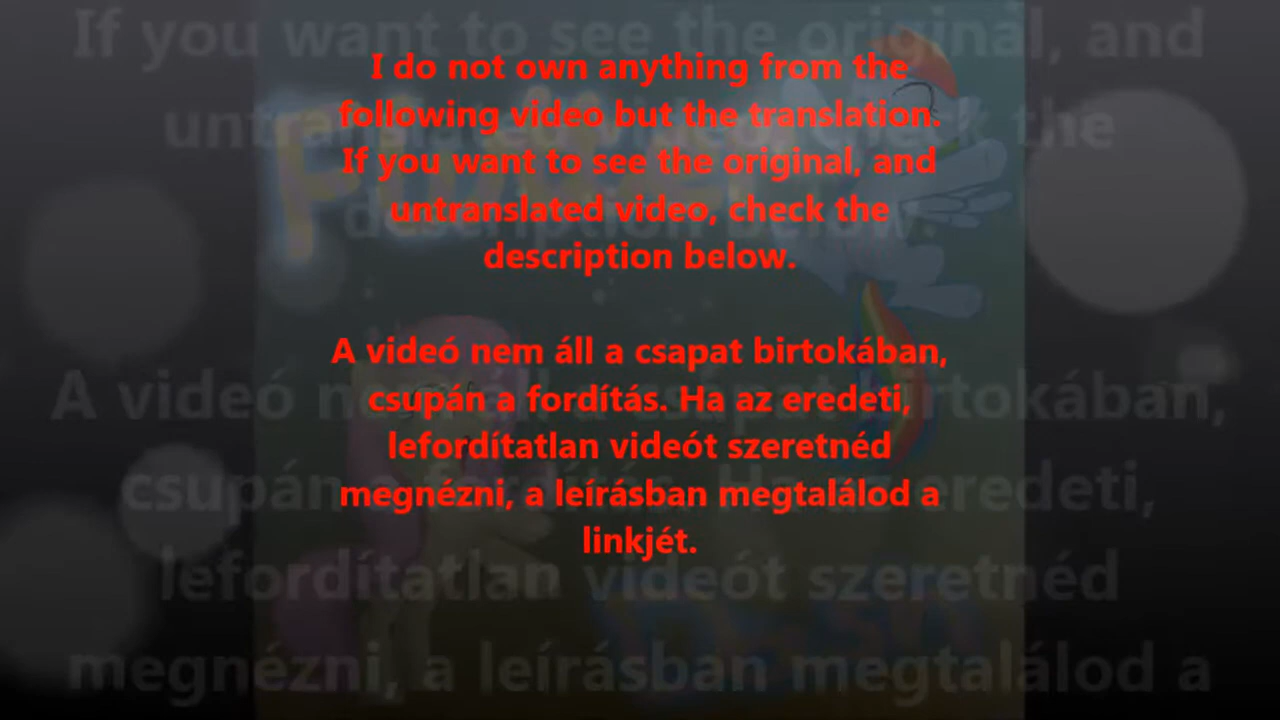 I do not own anything from the
following video but the translation.
If you want to see the original, and
untranslated video, check the
description below.
A videó nem áll a csapat birtokában,
csupán a fordítás. Ha az eredeti,
lefordítatlan videót szeretnéd
megnézni, a leírásban megtalálod a
linkjét.